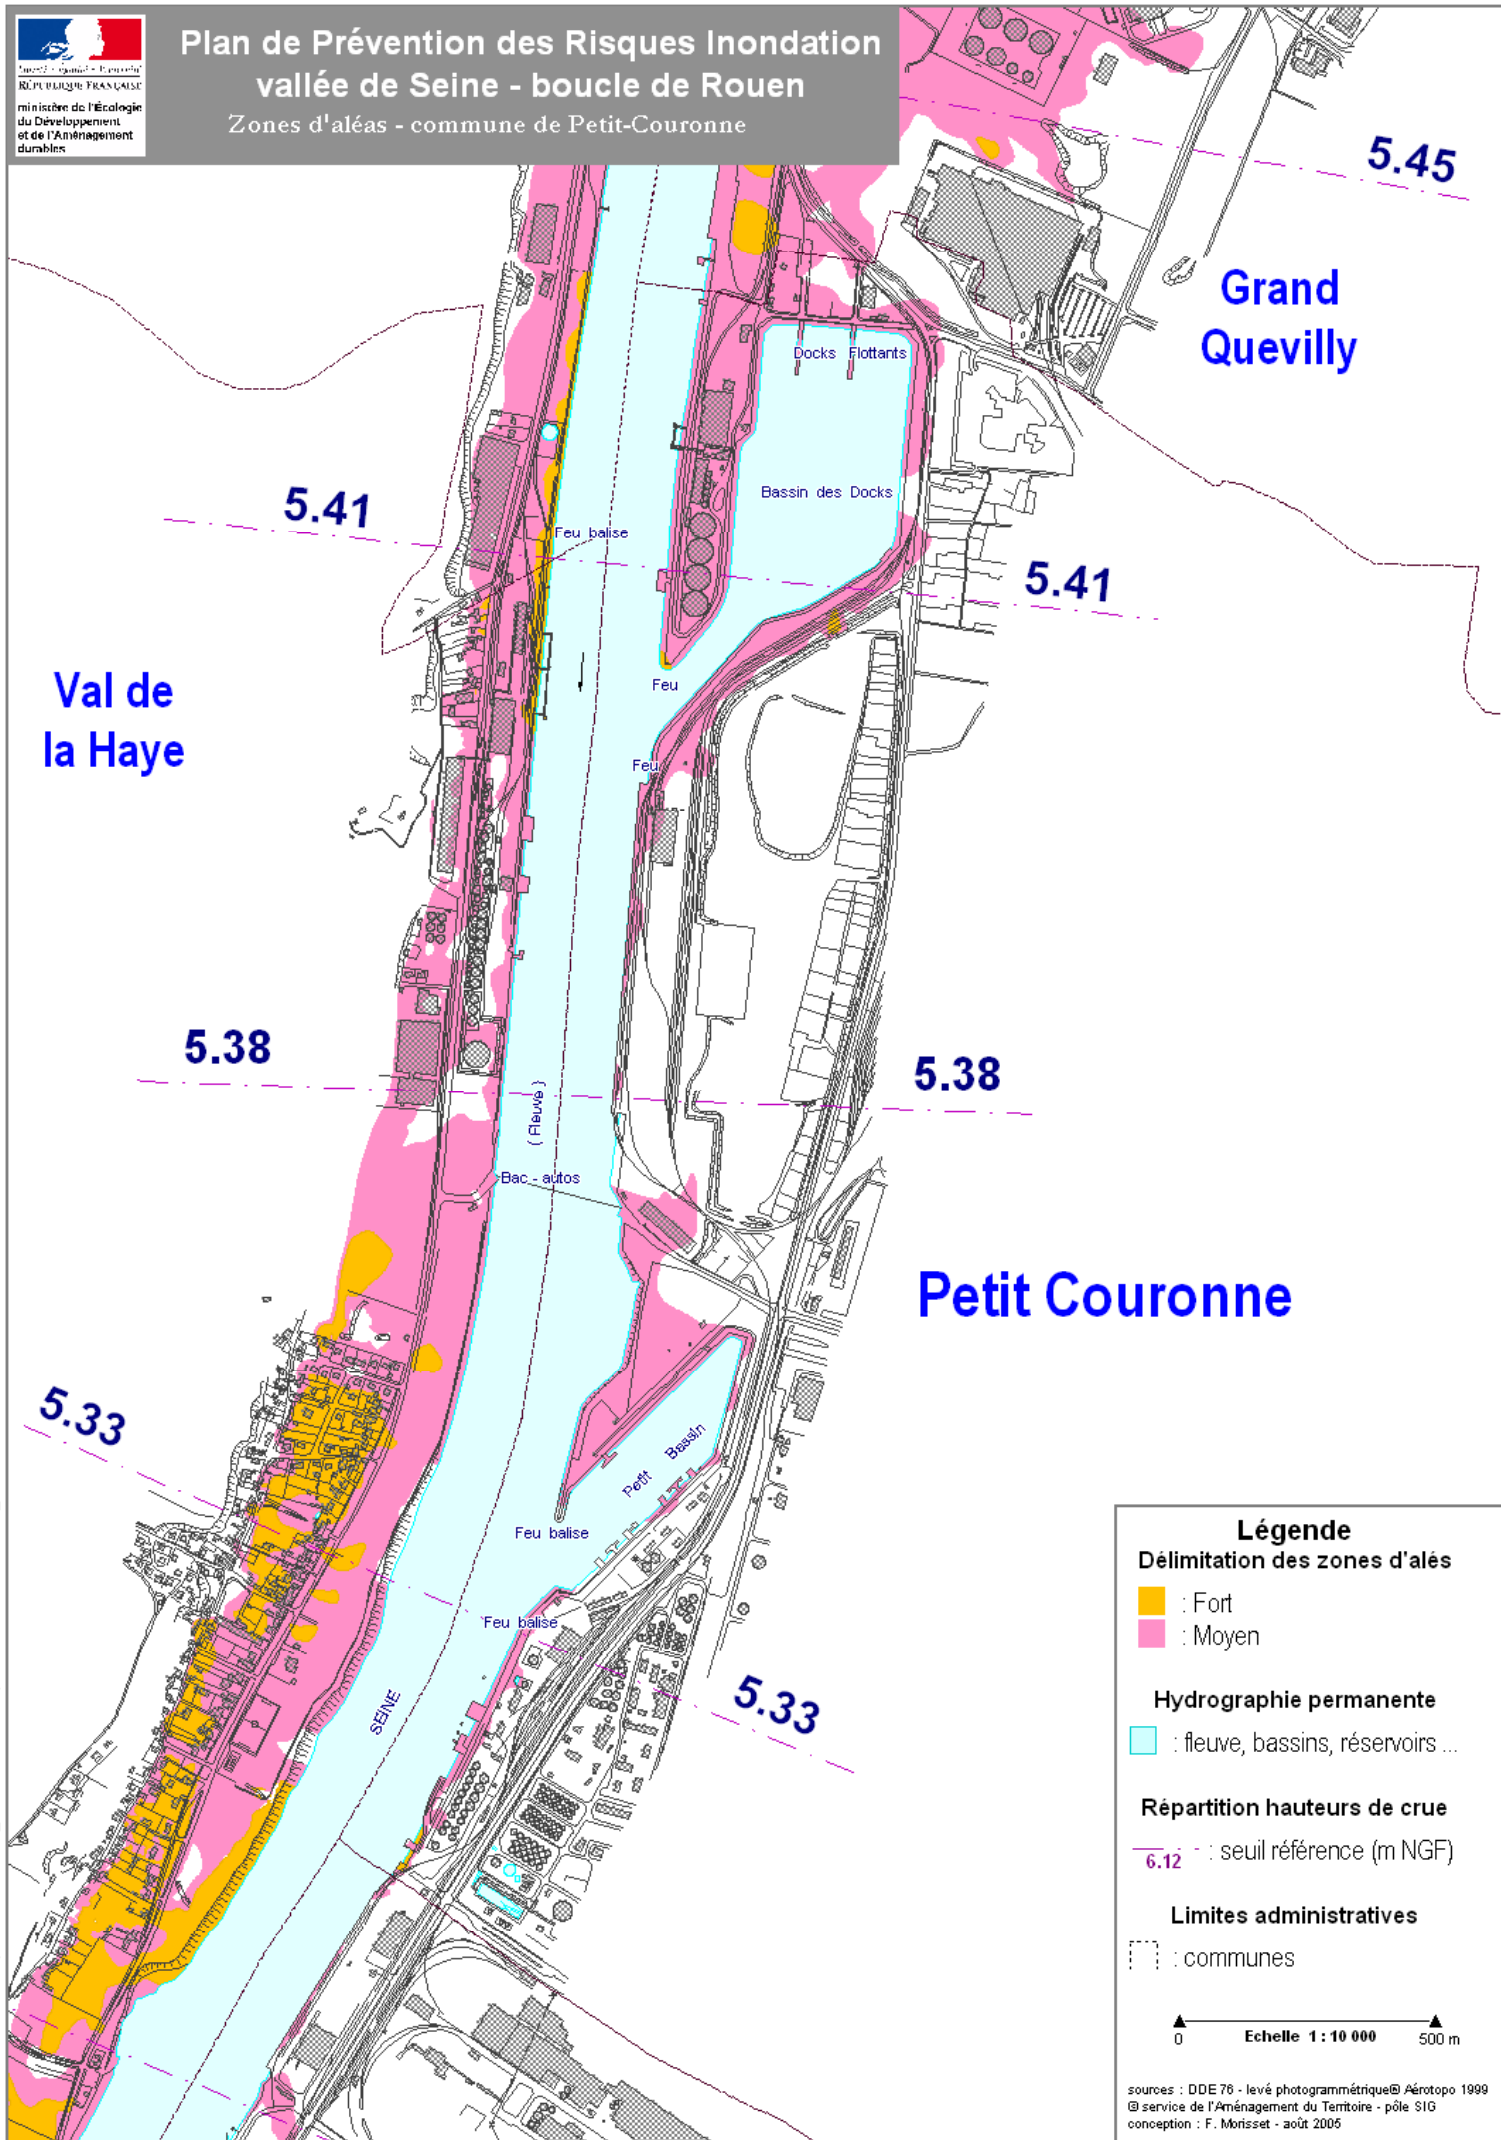 Plan de Prévention des Risques Inondation
vallée de Seine - boucle de Rouen
Zones d'aléas - commune de Petit-Couronne
RÉPUBLIQUE FRANÇAISE
ministère de l'Écologie
du Développement
et de l'Aménagement
durables
5.45
Grand
Quevilly
Docks Flottants
Bassin des Docks
5.41
Feu balise
5.41
Val de
la Haye
Feu
Feu
5.38
5.38
( Fleuve )
Bac - autos
Petit Couronne
5.33
Petit Bassin
Feu balise
Feu balise
5.33
SEINE
Légende
Délimitation des zones d'alés
: Fort
: Moyen
Hydrographie permanente
: fleuve, bassins, réservoirs ...
Répartition hauteurs de crue
6.12 : seuil référence (m NGF)
Limites administratives
: communes
0 Echelle 1 : 10 000 500 m
sources : DDE 76 - levé photogrammétrique® Aérotopo 1999
@ service de l'Aménagement du Territoire - pôle SIG
conception : F. Morisset - août 2005